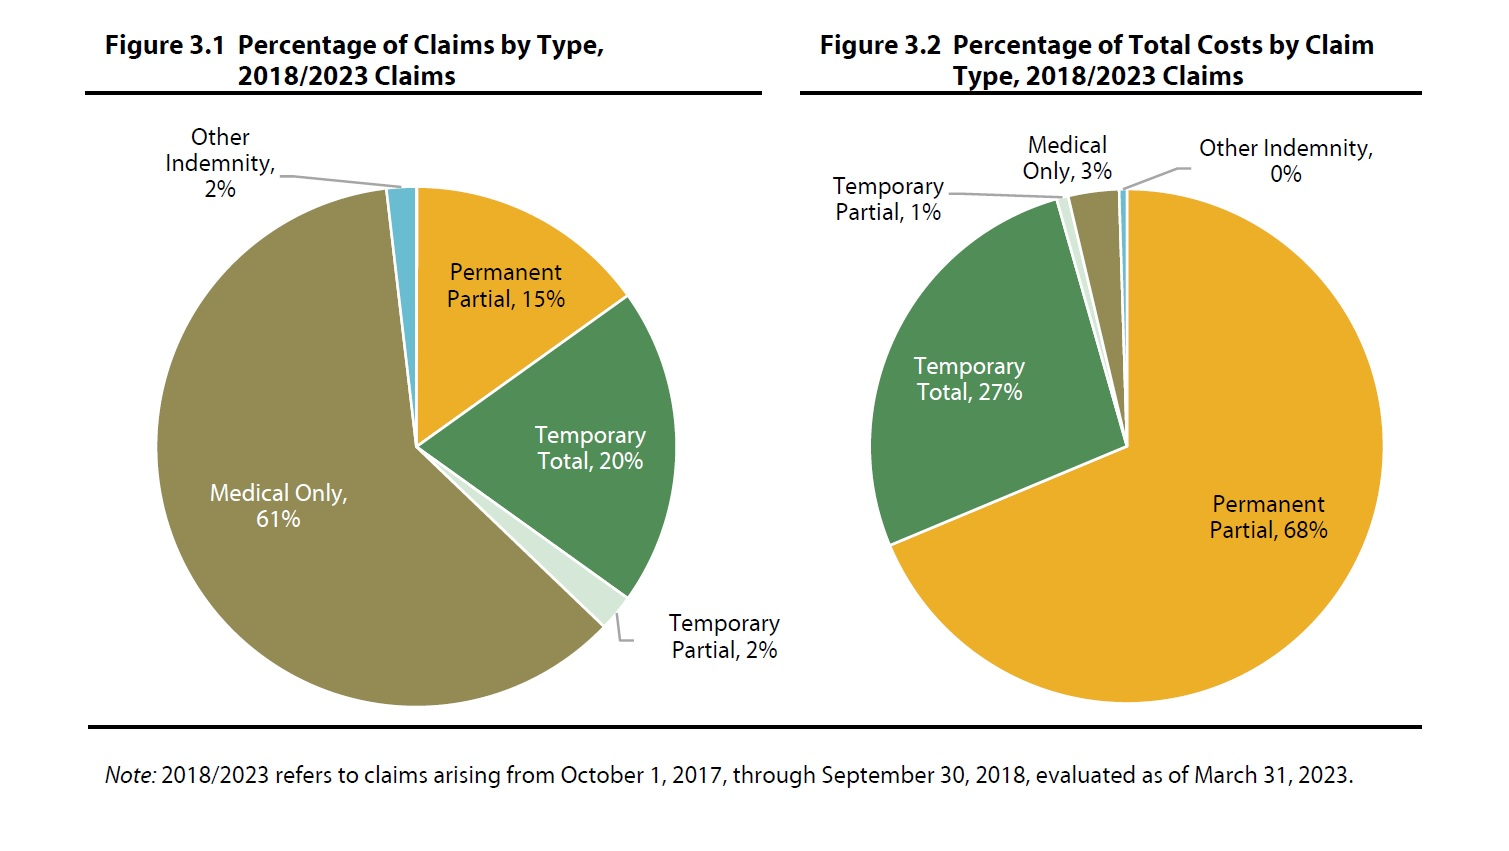 Figure 3.1 Percentage of Claims by Type,
2018/2023 Claims
Other
Indemnity,
2%
Permanent
Partial, 15%
Temporary
Total, 20%
Medical Only,
61%
Temporary
Partial, 2%
Figure 3.2 Percentage of Total Costs by Claim
Type, 2018/2023 Claims
Medical
Only, 3%
Other Indemnity,
0%
Temporary
Partial, 1%
Temporary
Total, 27%
Permanent
Partial, 68%
Note: 2018/2023 refers to claims arising from October 1, 2017, through September 30, 2018, evaluated as of March 31, 2023.